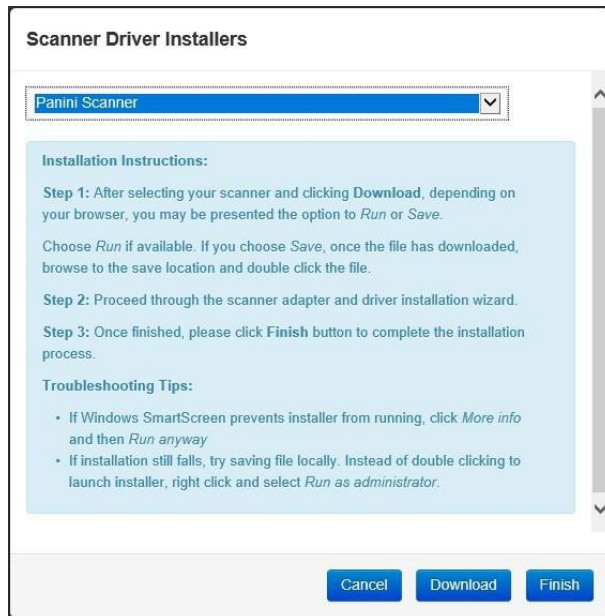 Scanner Driver Installers
Panini Scanner
Installation Instructions:
Step 1: After selecting your scanner and clicking Download, depending on
your browser, you may be presented the option to Run or Save.
Choose Run if available. If you choose Save, once the file has downloaded,
browse to the save location and double click the file.
Step 2: Proceed through the scanner adapter and driver installation wizard.
Step 3: Once finished, please click Finish button to complete the installation
process.
Troubleshooting Tips:
• If Windows SmartScreen prevents installer from running, click More info
and then Run anyway
• If installation still falls, try saving file locally. Instead of double clicking to
launch installer, right click and select Run as administrator.
Cancel Download Finish